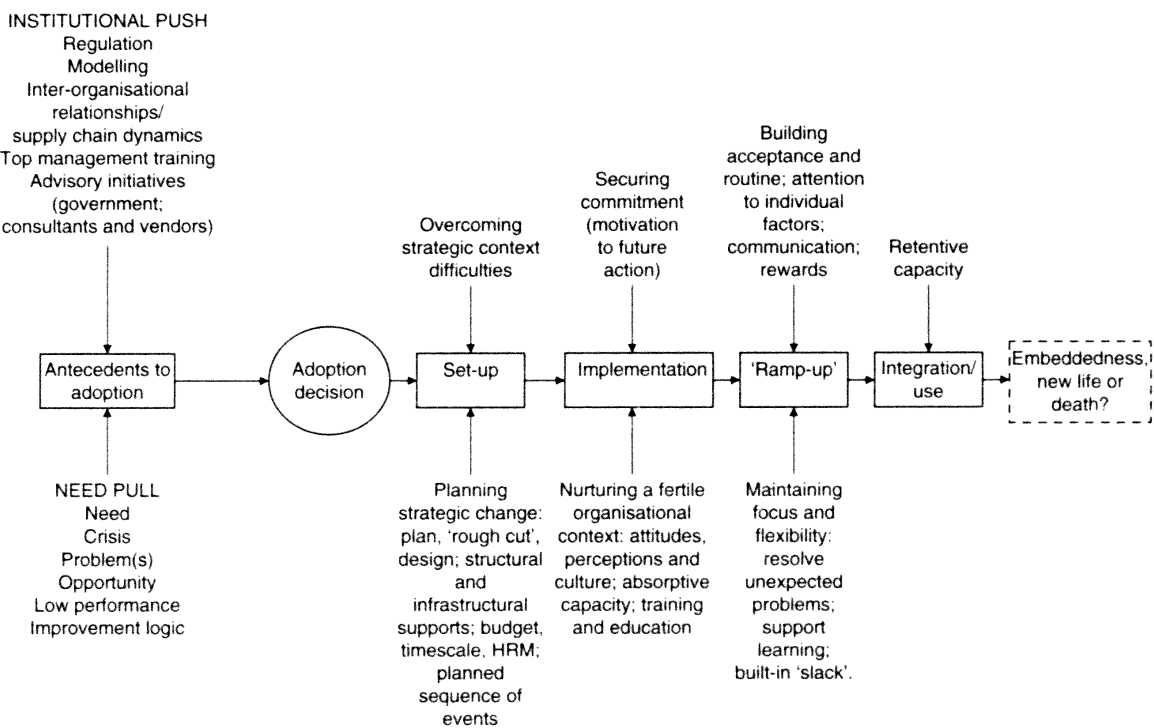 INSTITUTIONAL PUSH
Regulation
Modelling
Inter-organisational
relationships/
supply chain dynamics
Top management training
Advisory initiatives
(government;
consultants and vendors)
Overcoming
strategic context
difficulties
Securing
commitment
(motivation
to future
action)
Building
acceptance and
routine; attention
to individual
factors;
communication;
rewards
Retentive
capacity
Antecedents to
adoption
Adoption
decision
Set-up
Implementation
‘Ramp-up’
Integration/
use
Embeddedness,
new life or
death?
NEED PULL
Need
Crisis
Problem(s)
Opportunity
Low performance
Improvement logic
Planning
strategic change:
plan, ‘rough cut’,
design; structural
and
infrastructural
supports; budget,
timescale, HRM;
planned
sequence of
events
Nurturing a fertile
organisational
context: attitudes,
perceptions and
culture; absorptive
capacity; training
and education
Maintaining
focus and
flexibility:
resolve
unexpected
problems;
support
learning;
built-in ‘slack’.